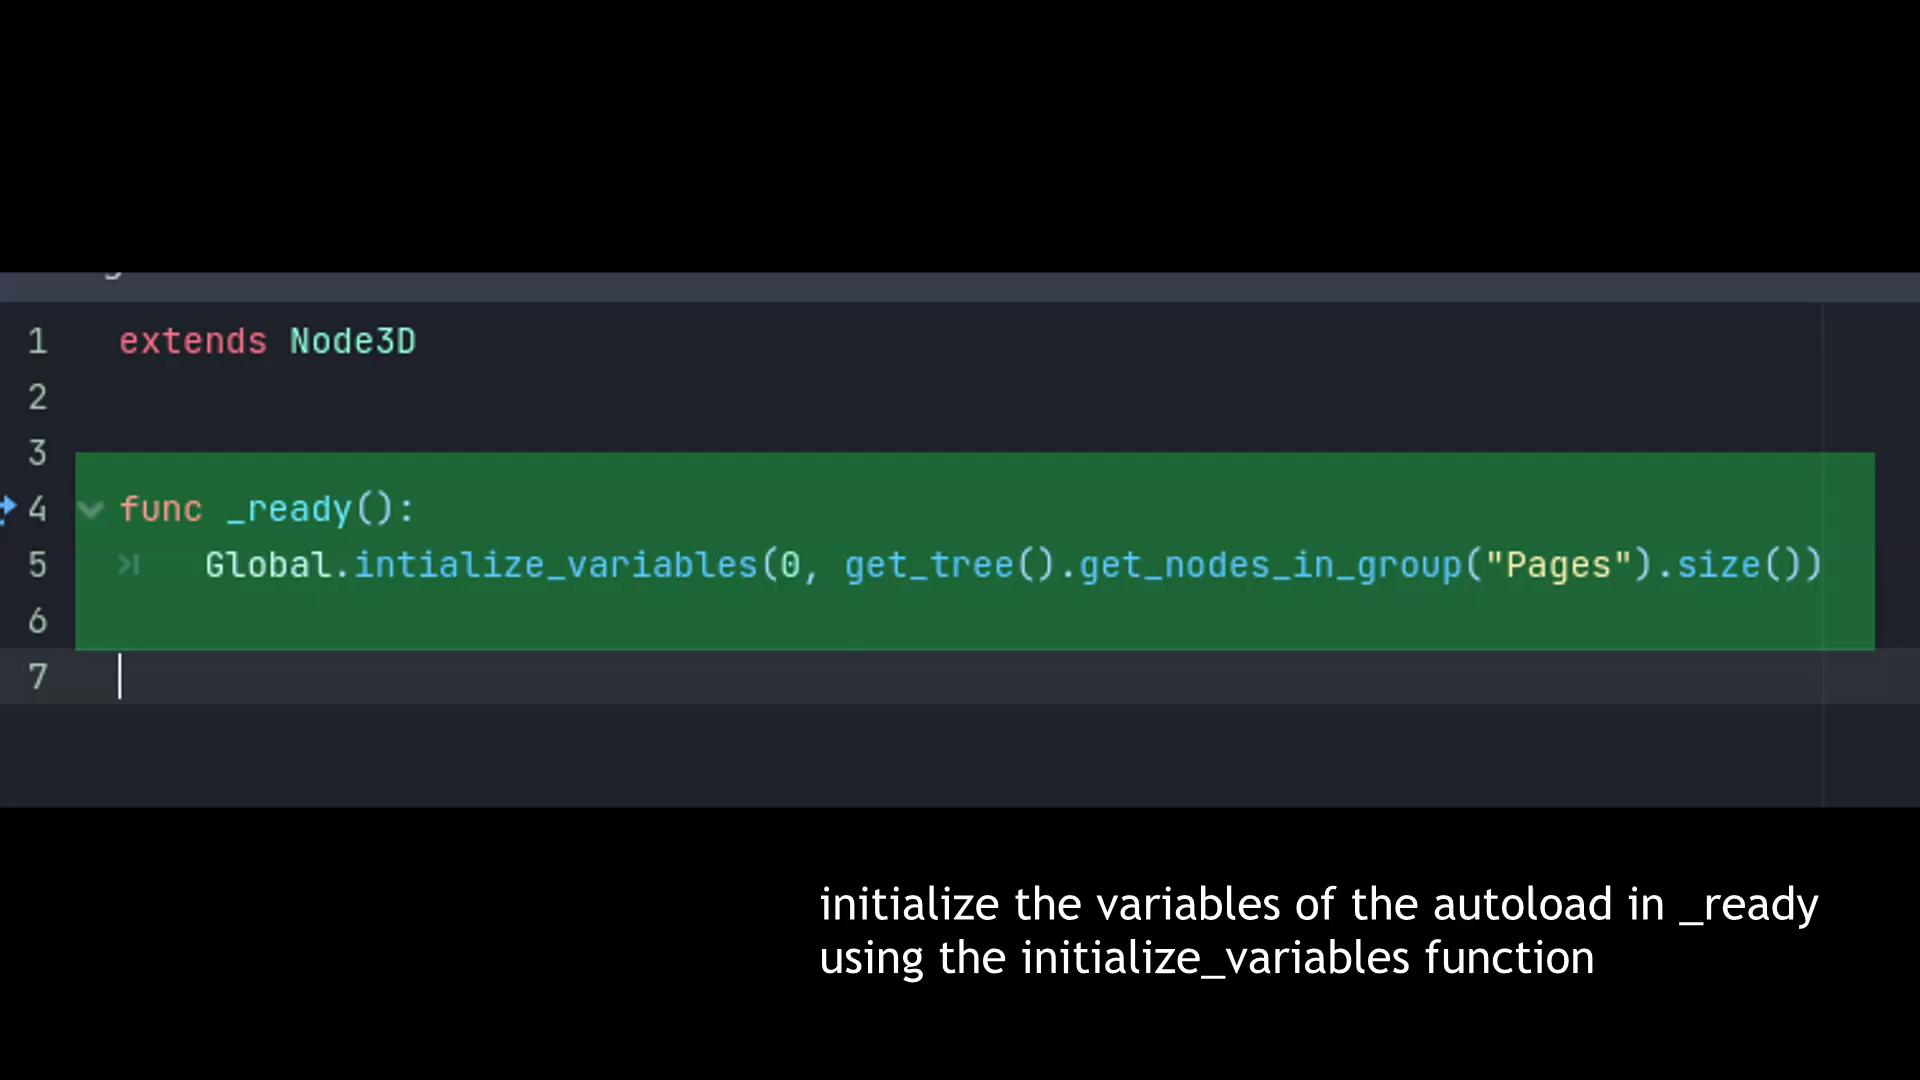 1 extends Node3D
2
3
4 func _ready():
5 Global.intialize_variables(0, get_tree().get_nodes_in_group("Pages").size())
6
7
initialize the variables of the autoload in _ready
using the initialize_variables function